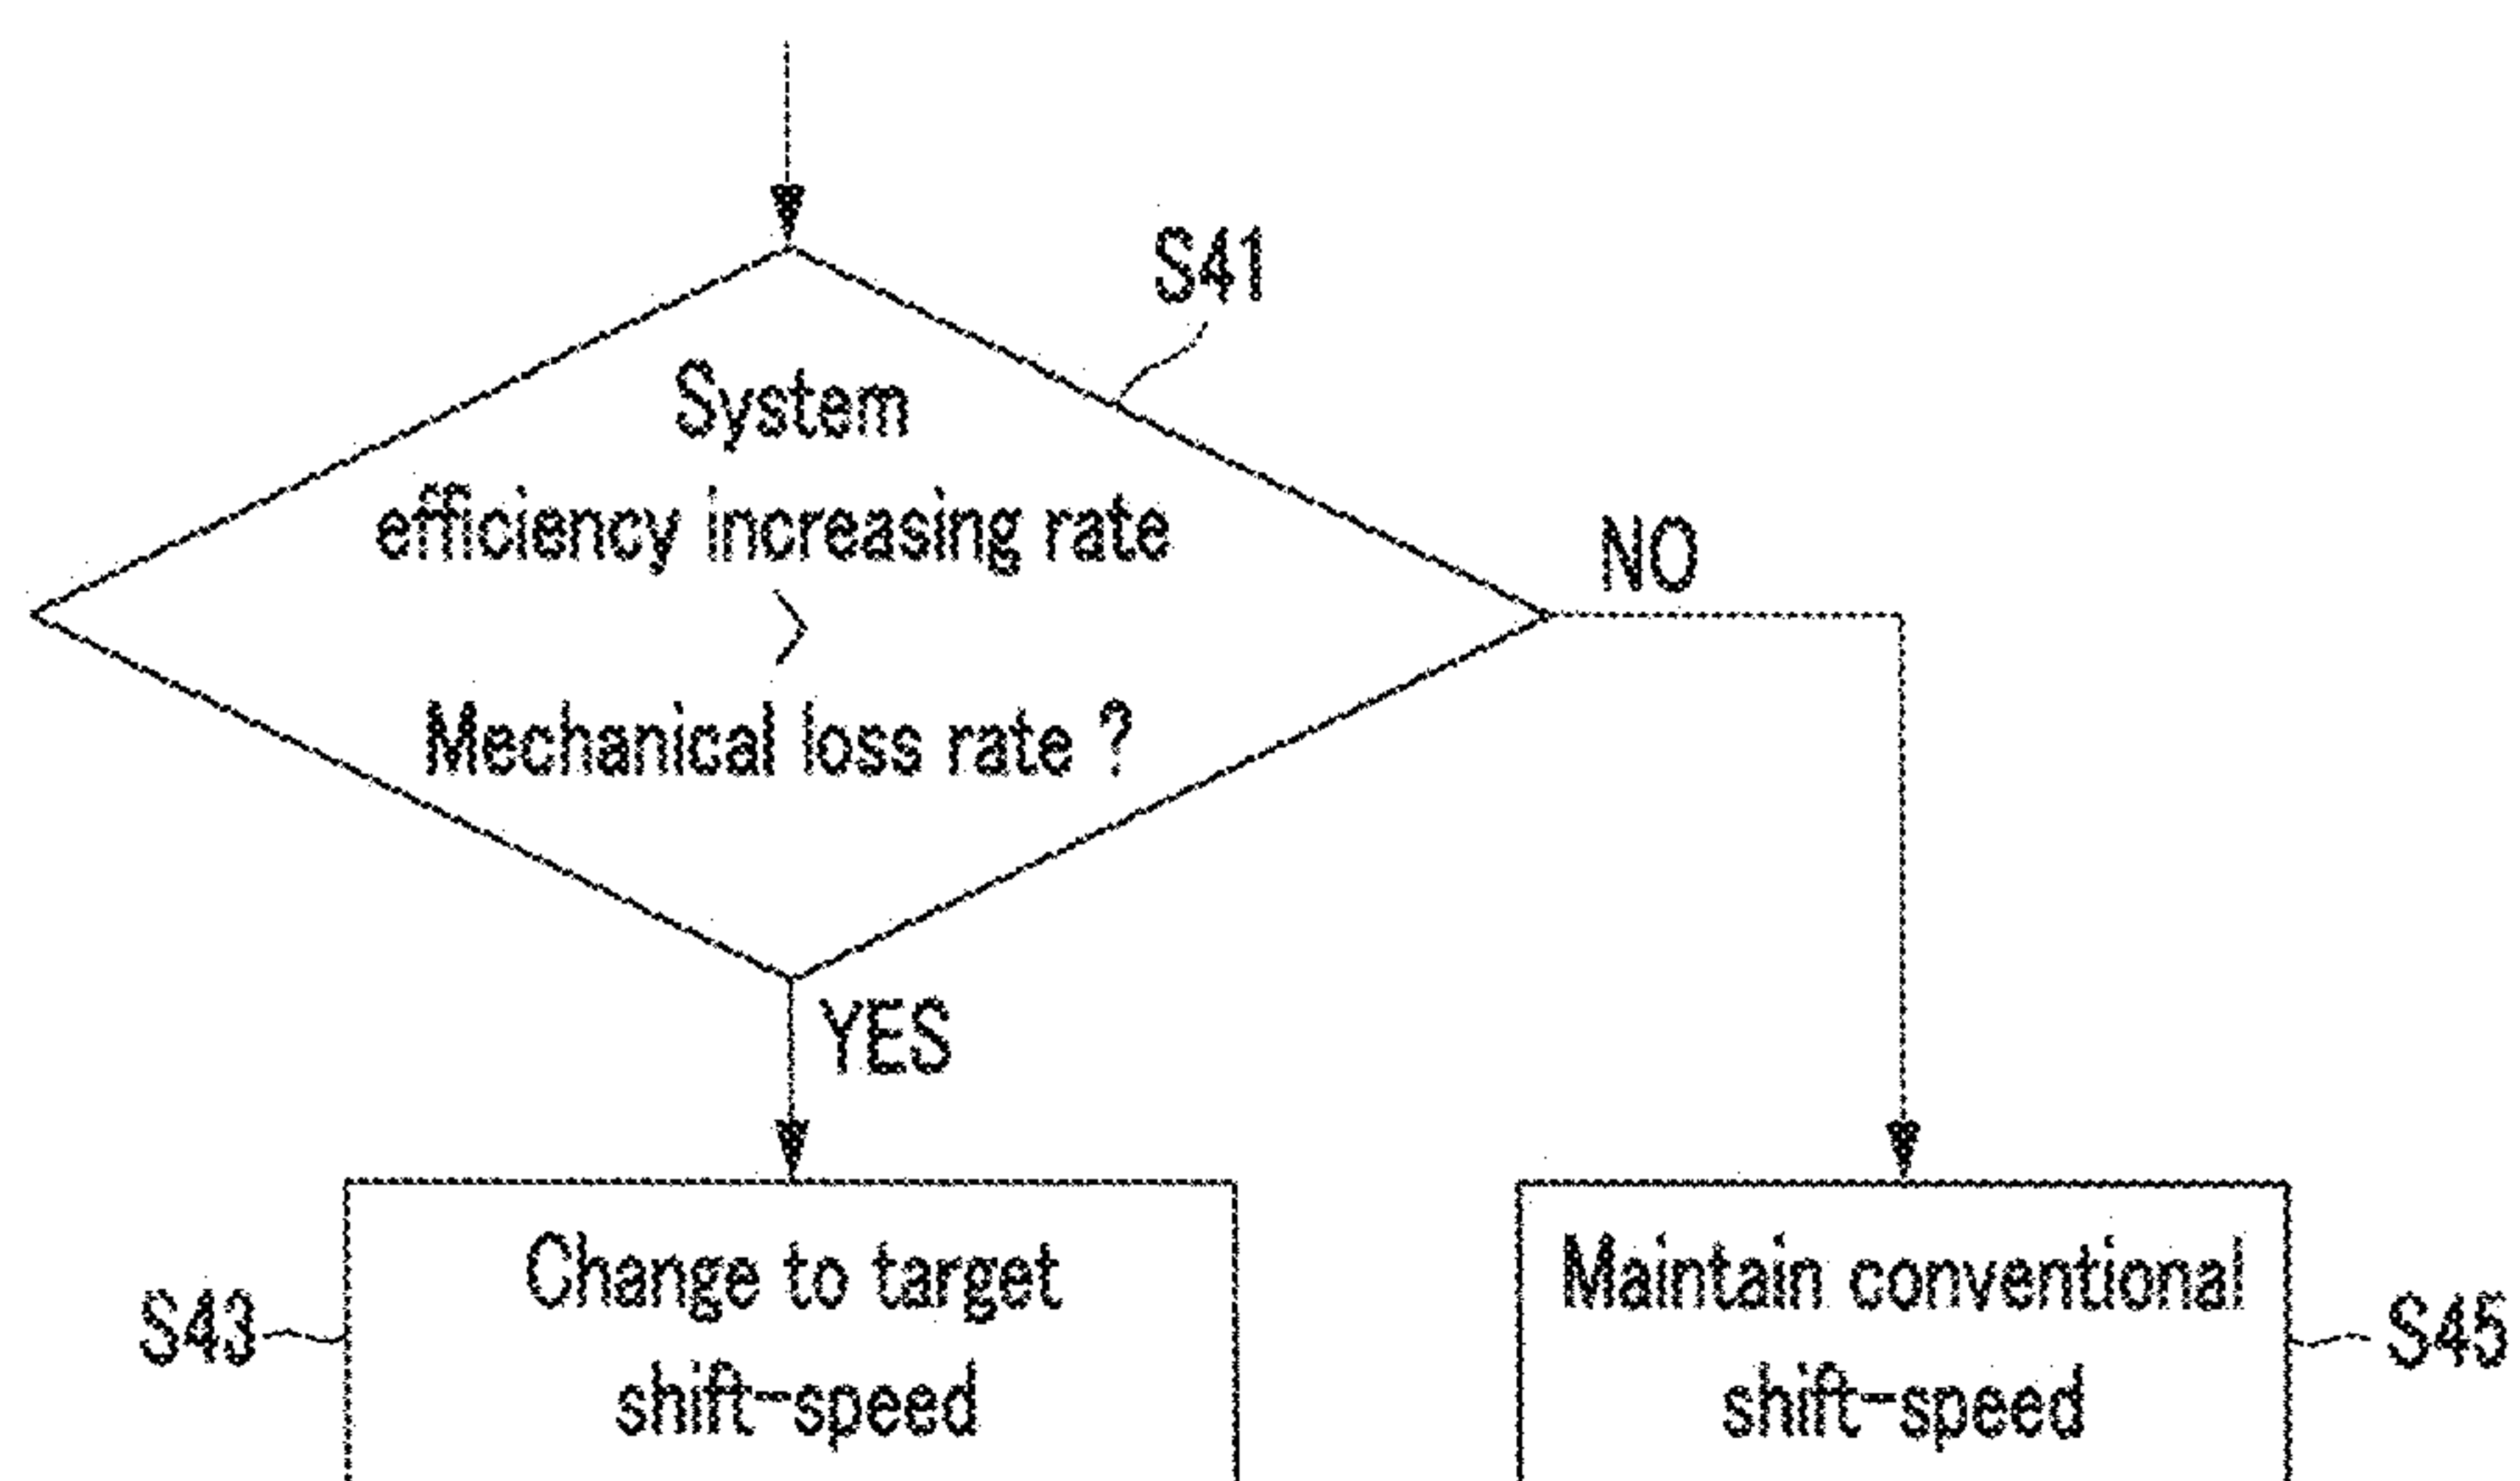 S41
System
efficiency increasing rate
>
Mechanical loss rate ?
NO
YES
Change to target
shift-speed
S43
Maintain conventional
shift-speed
S45